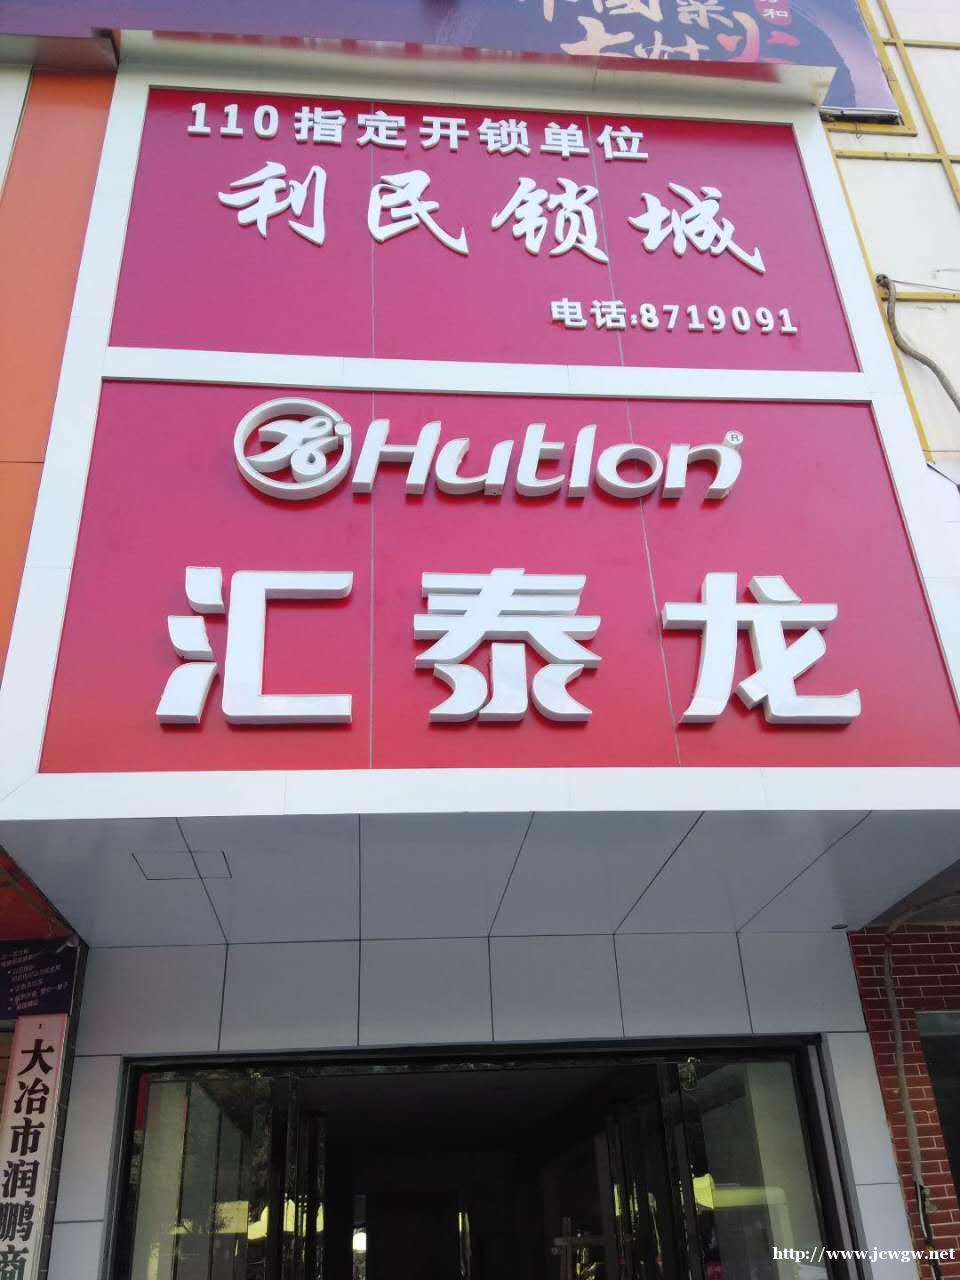 110指定开锁单位
利民锁城
电话:8719091
Hutlon®
汇泰龙
大冶市润鹏商
http://www.jcwgw.net